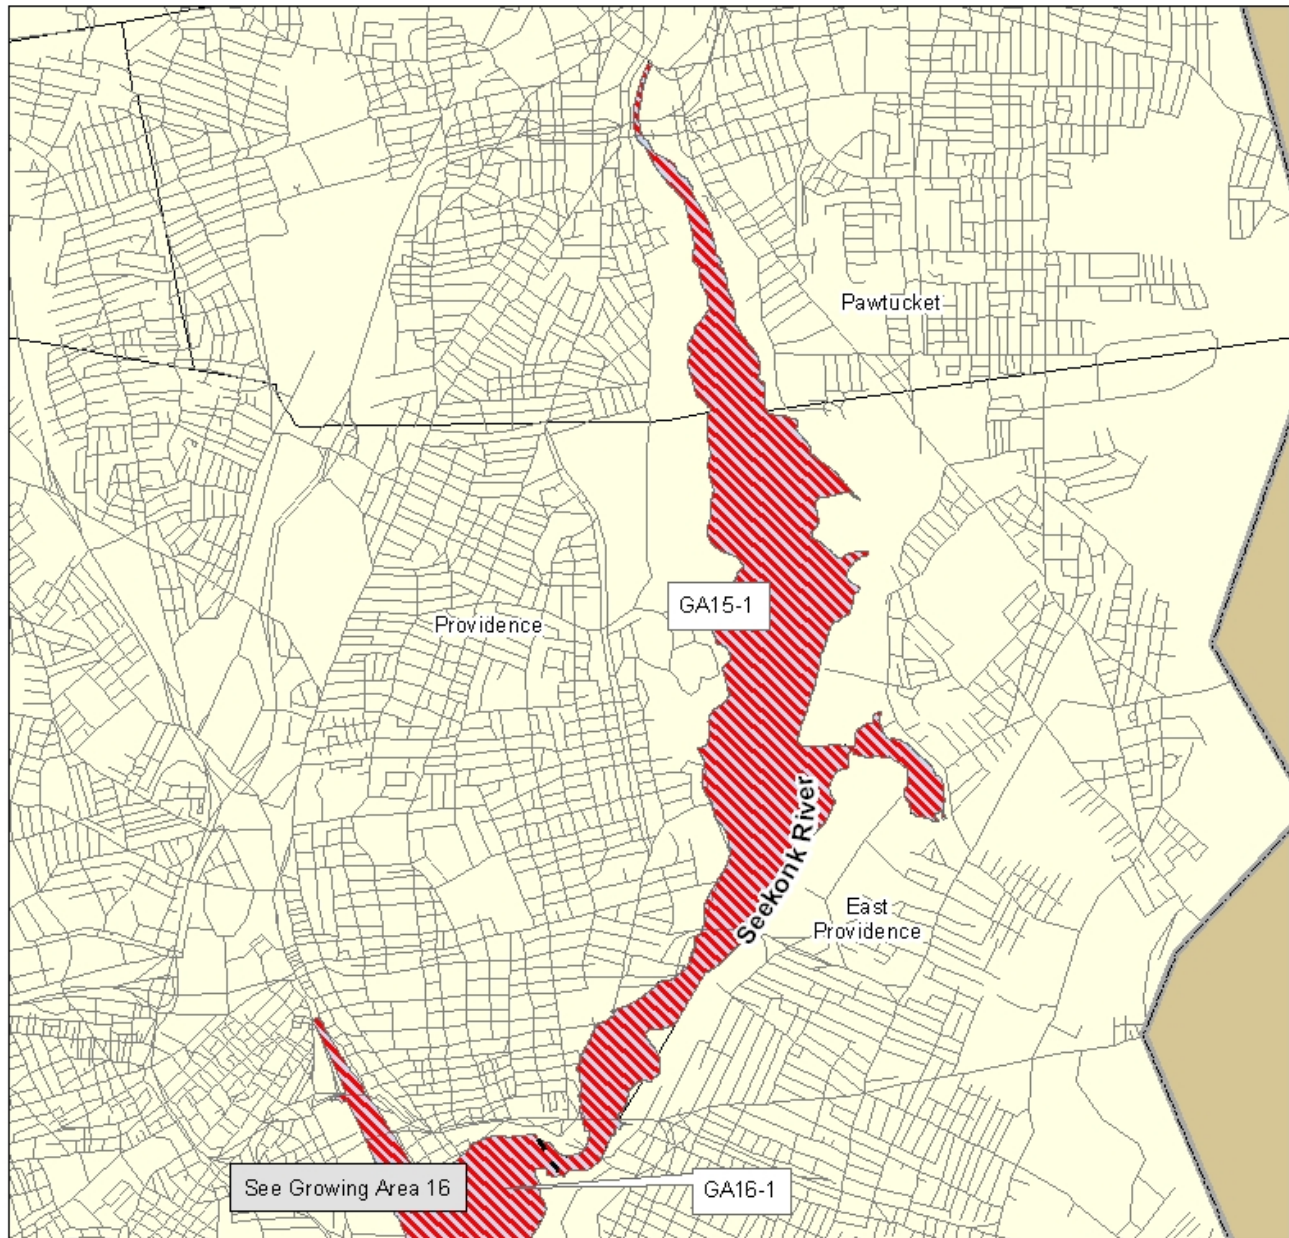 Pawtucket
GA15-1
Providence
Seekonk River
East
Providence
See Growing Area 16
GA16-1